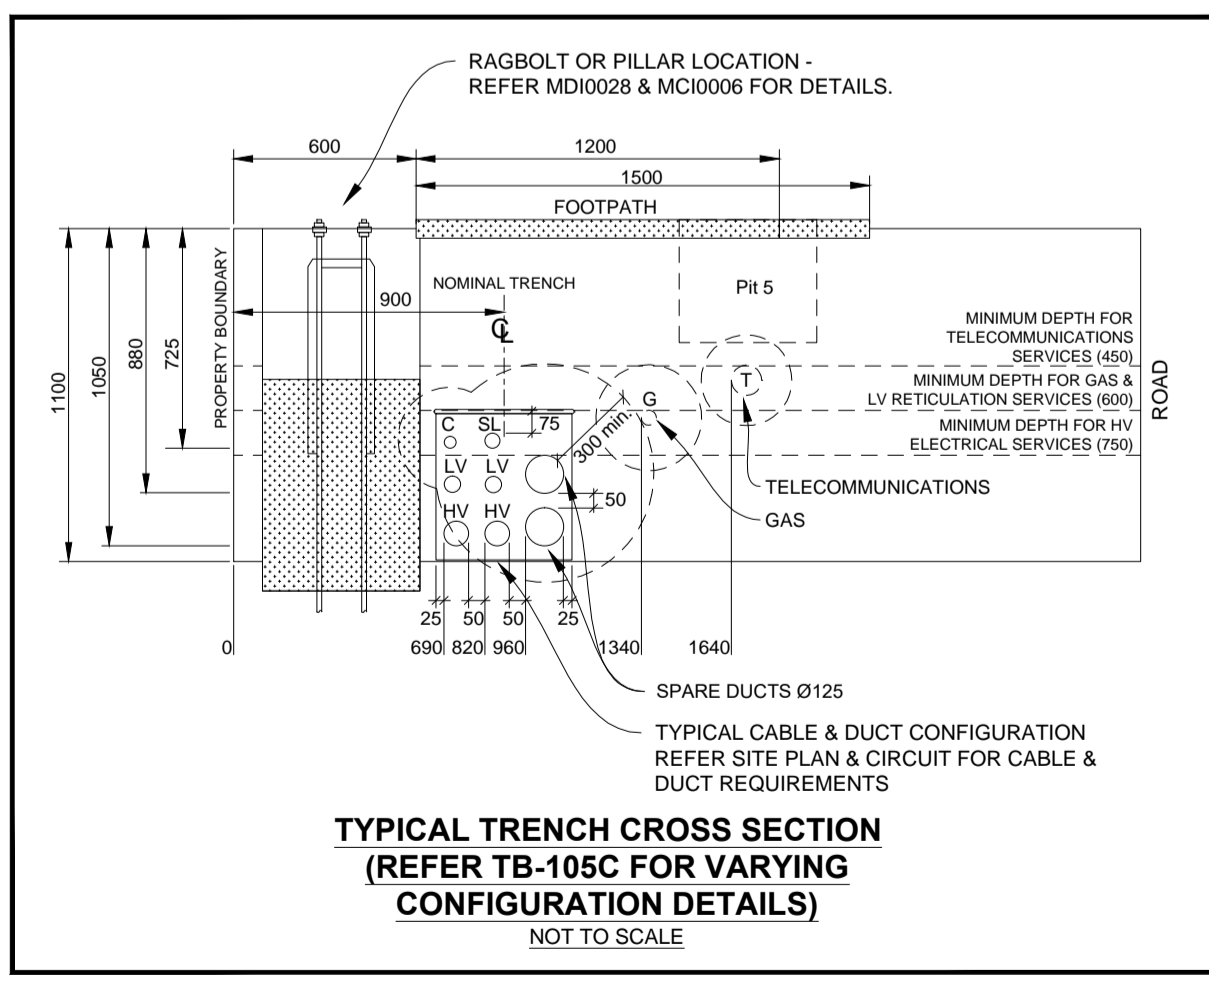 RAGBOLT OR PILLAR LOCATION -
REFER MDI0028 & MCI0006 FOR DETAILS.
600
1200
1500
FOOTPATH
1100
1050
880
725
PROPERTY BOUNDARY
NOMINAL TRENCH
900
℄
Pit 5
MINIMUM DEPTH FOR
TELECOMMUNICATIONS
SERVICES (450)
MINIMUM DEPTH FOR GAS &
LV RETICULATION SERVICES (600)
MINIMUM DEPTH FOR HV
ELECTRICAL SERVICES (750)
ROAD
T
G
C SL
75
300 min.
LV LV
HV HV
50
TELECOMMUNICATIONS
GAS
25 50 50 25
0 690 820 960 1340 1640
SPARE DUCTS Ø125
TYPICAL CABLE & DUCT CONFIGURATION
REFER SITE PLAN & CIRCUIT FOR CABLE &
DUCT REQUIREMENTS
TYPICAL TRENCH CROSS SECTION
(REFER TB-105C FOR VARYING
CONFIGURATION DETAILS)
NOT TO SCALE